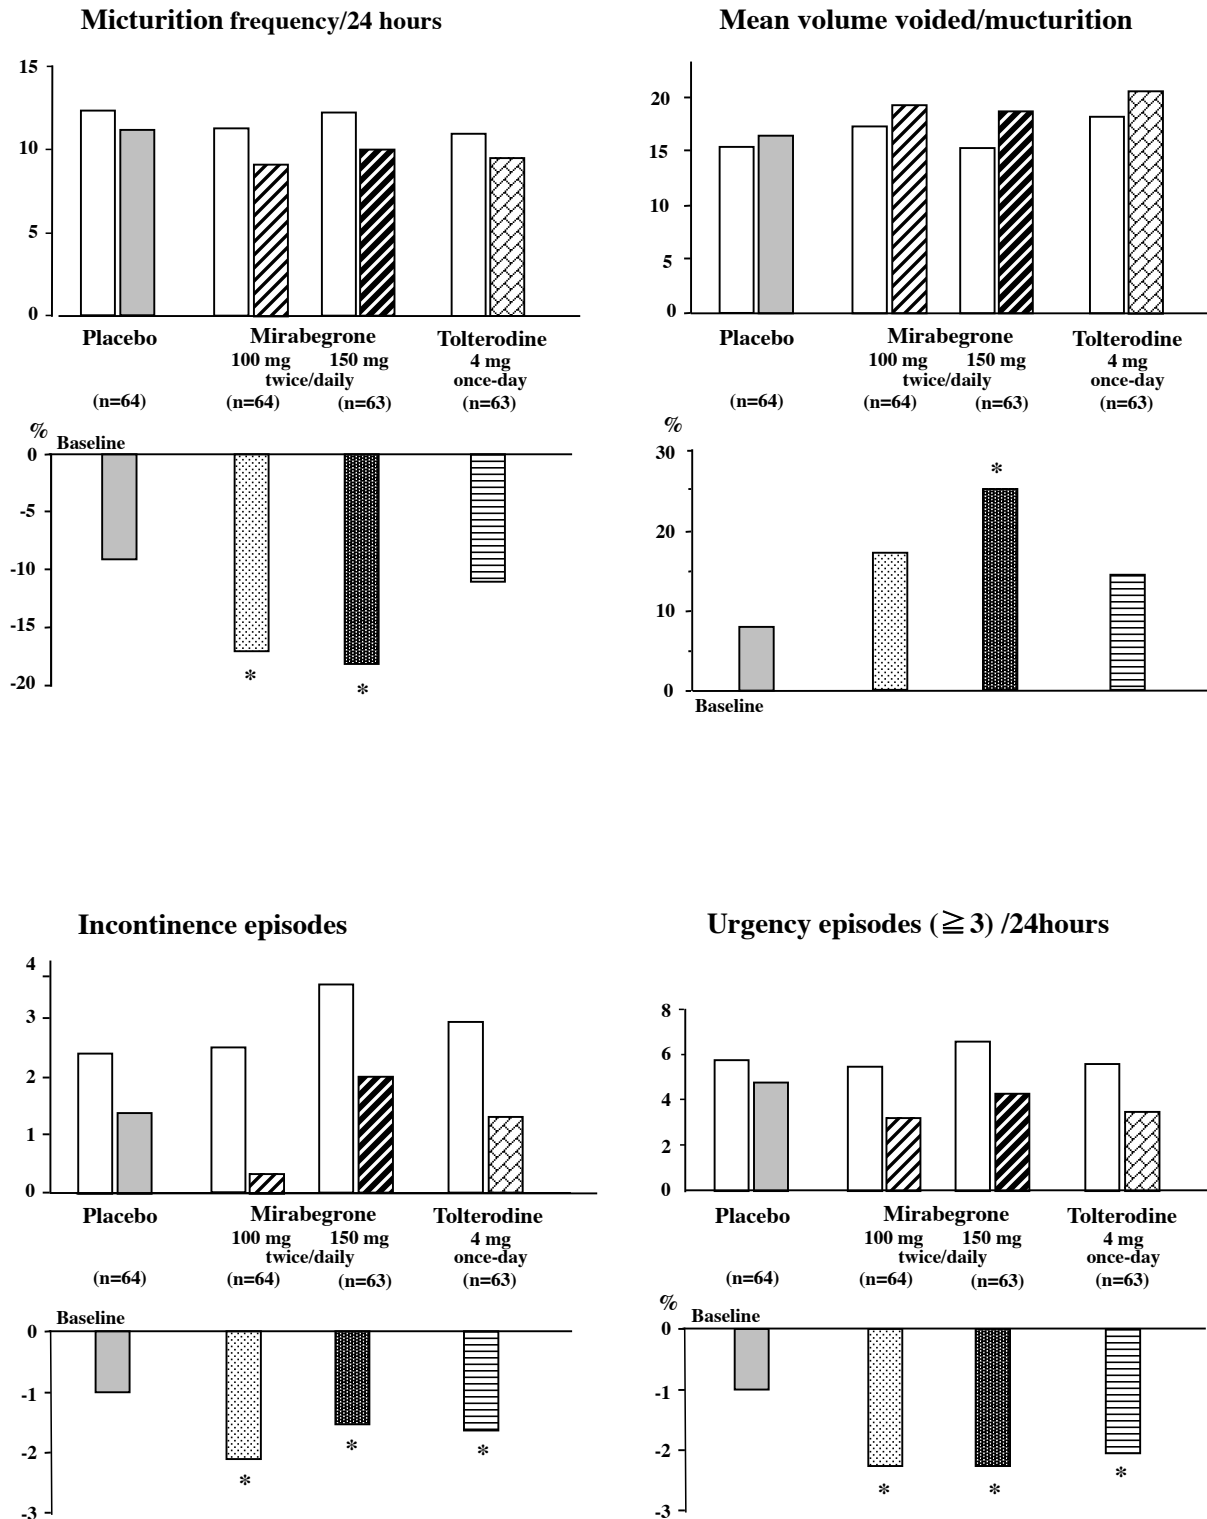 Micturition frequency/24 hours
15
10
5
0
Placebo
Mirabegrone
Tolterodine
100 mg 150 mg
4 mg
twice/daily
once-day
(n=64)
(n=64)
(n=63)
(n=63)
%
Baseline
0
-5
-10
-15
-20
*
*
Mean volume voided/mucturition
20
15
10
5
0
Placebo
Mirabegrone
Tolterodine
100 mg 150 mg
4 mg
twice/daily
once-day
(n=64)
(n=64)
(n=63)
(n=63)
%
30
20
10
0
*
Baseline
Incontinence episodes
4
3
2
1
0
Placebo
Mirabegrone
Tolterodine
100 mg 150 mg
4 mg
twice/daily
once-day
(n=64)
(n=64)
(n=63)
(n=63)
Baseline
0
-1
-2
-3
*
*
*
Urgency episodes (≧3) /24hours
8
6
4
2
0
Placebo
Mirabegrone
Tolterodine
100 mg 150 mg
4 mg
twice/daily
once-day
(n=64)
(n=64)
(n=63)
(n=63)
%
Baseline
0
-1
-2
-3
*
*
*